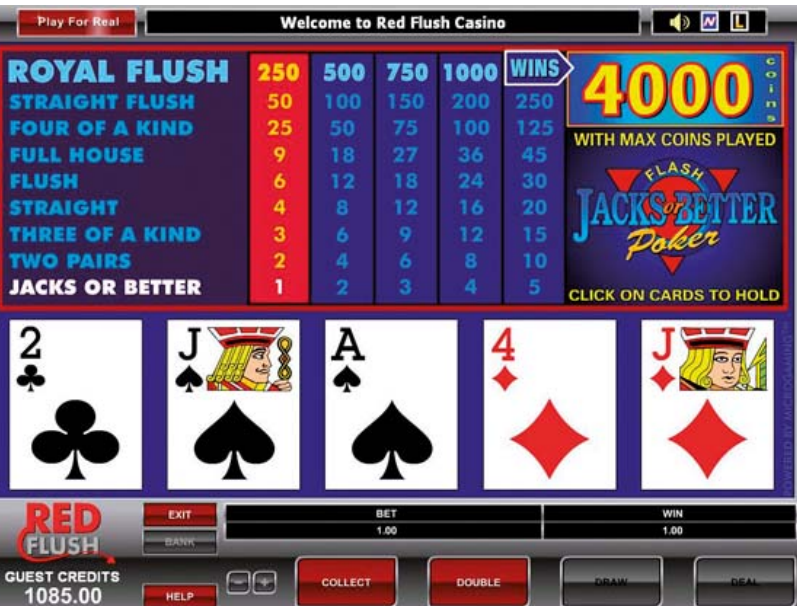 Play For Real
Welcome to Red Flush Casino
N L
ROYAL FLUSH 250 500 750 1000 WINS 4000 coins
STRAIGHT FLUSH 50 100 150 200 250
FOUR OF A KIND 25 50 75 100 125
FULL HOUSE 9 18 27 36 45
FLUSH 6 12 18 24 30
STRAIGHT 4 8 12 16 20
THREE OF A KIND 3 6 9 12 15
TWO PAIRS 2 4 6 8 10
JACKS OR BETTER 1 2 3 4 5
WITH MAX COINS PLAYED
FLASH
JACKS or BETTER
Poker
CLICK ON CARDS TO HOLD
2 J A 4 J
POWERED BY MICROGAMING™
RED
FLUSH
EXIT
BANK
BET WIN
1.00 1.00
GUEST CREDITS
1085.00
HELP
- +
COLLECT
DOUBLE
DRAW
DEAL